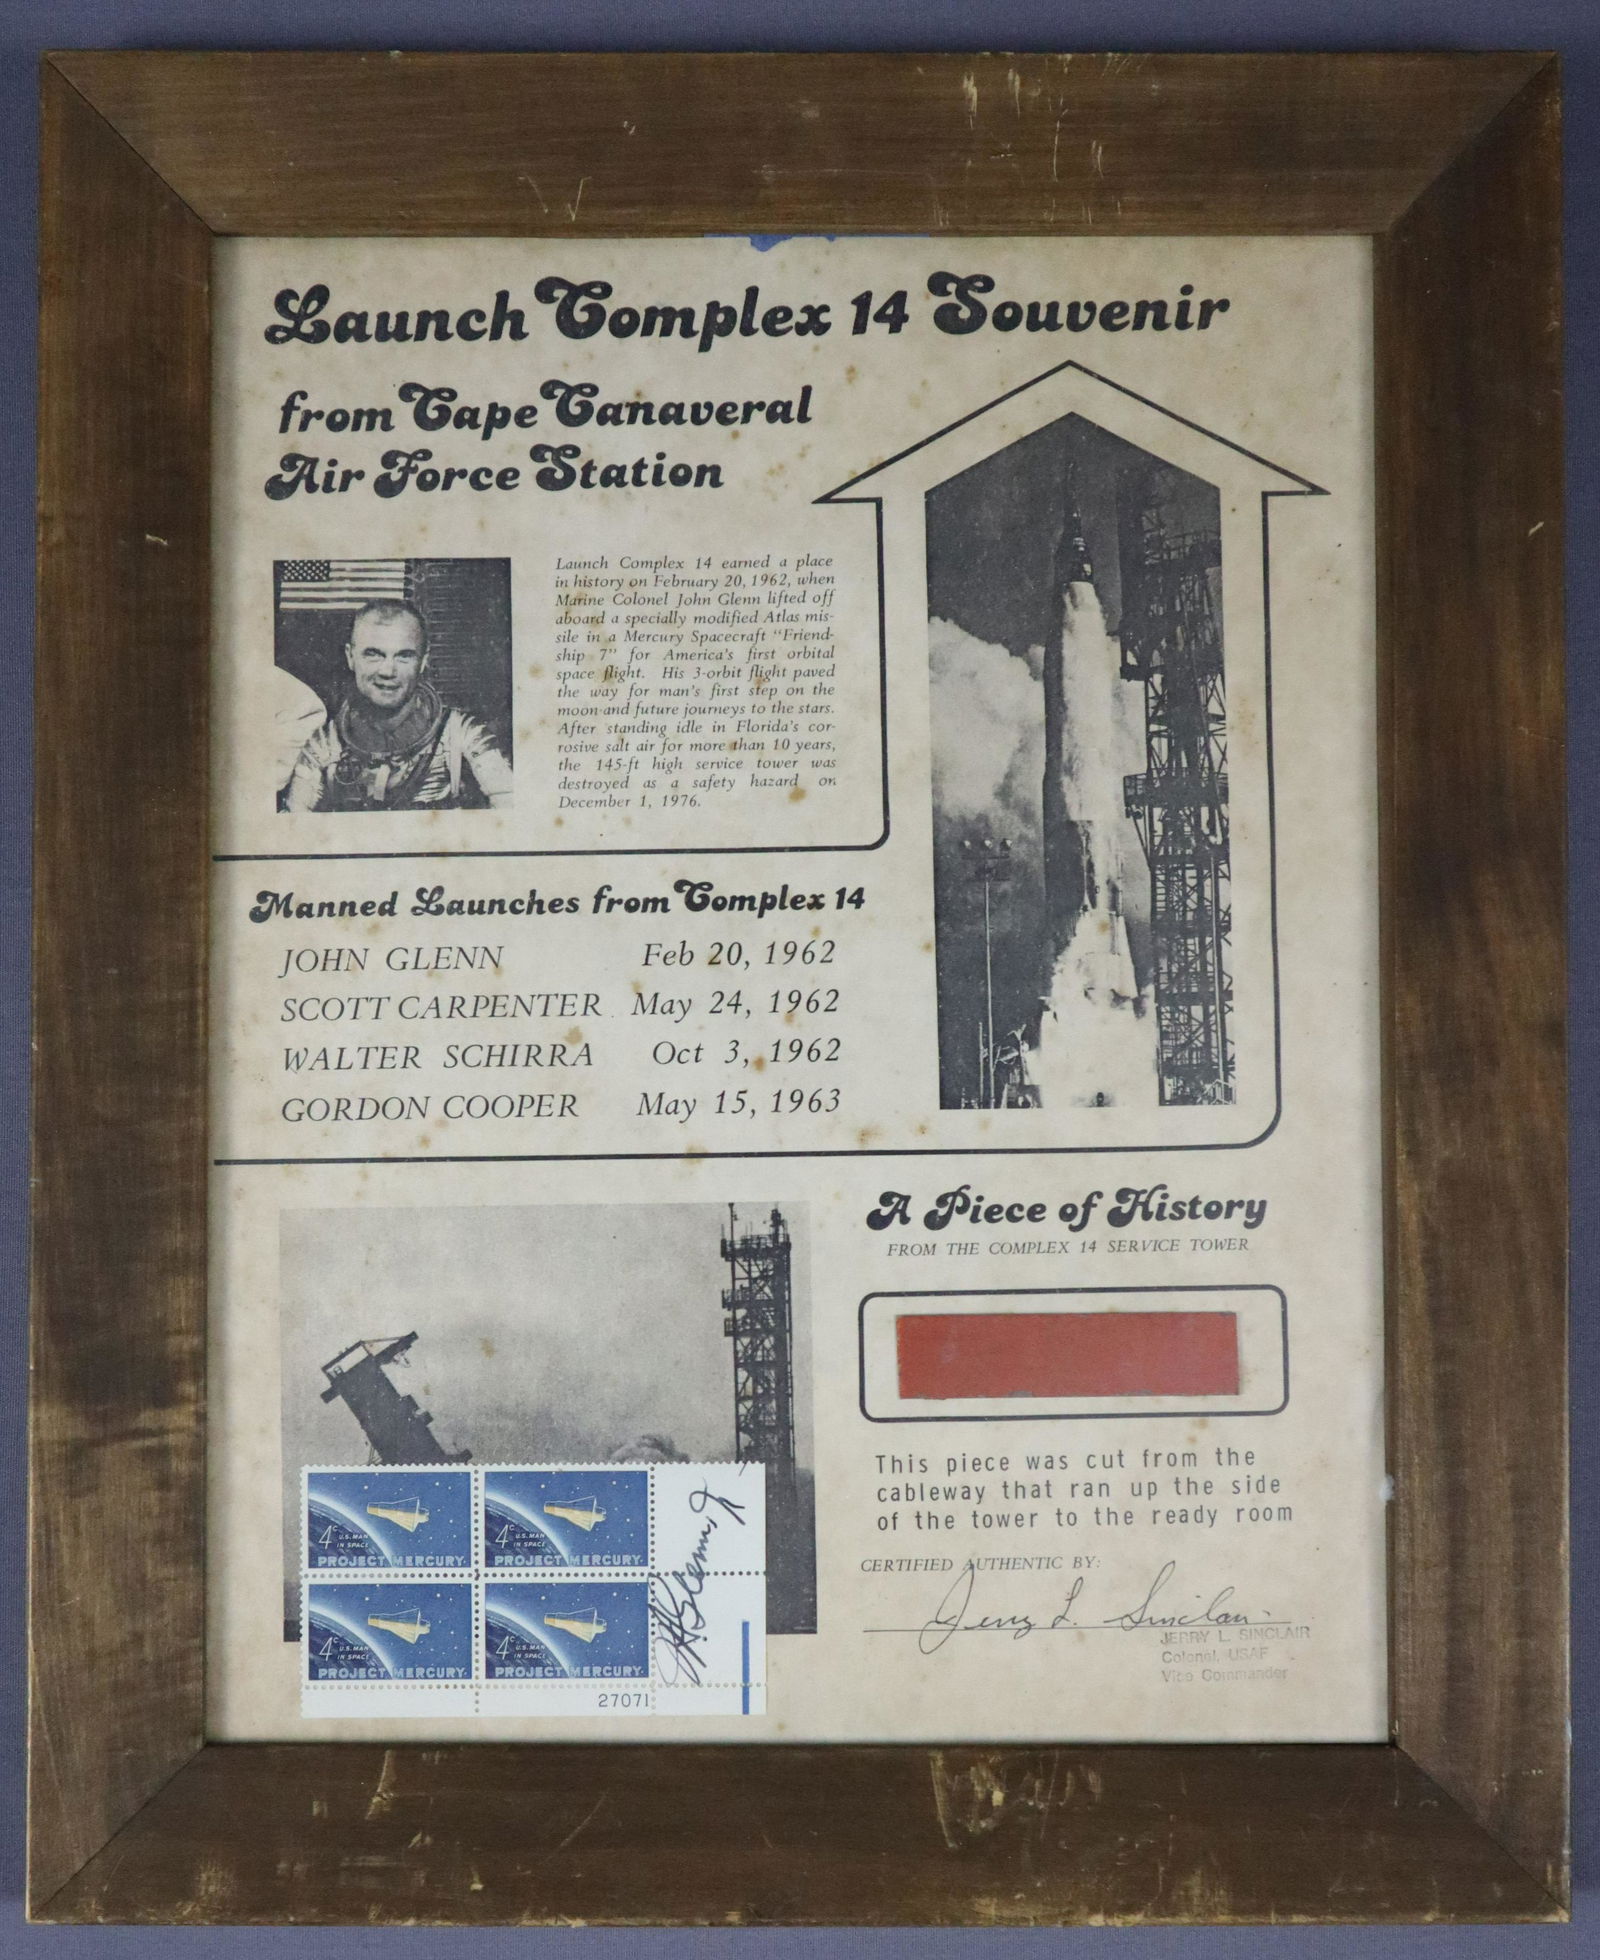 Launch Complex 14 Souvenir
from Cape Canaveral
Air Force Station
Launch Complex 14 earned a place
in history on February 20, 1962, when
Marine Colonel John Glenn lifted off
aboard a specially modified Atlas mis-
sile in a Mercury Spacecraft "Friend-
ship 7" for America's first orbital
space flight. His 3-orbit flight paved
the way for man's first step on the
moon and future journeys to the stars.
After standing idle in Florida's cor-
rosive salt air for more than 10 years,
the 145-ft high service tower was
destroyed as a safety hazard on
December 1, 1976.
Manned Launches from Complex 14
JOHN GLENN Feb 20, 1962
SCOTT CARPENTER May 24, 1962
WALTER SCHIRRA Oct 3, 1962
GORDON COOPER May 15, 1963
A Piece of History
FROM THE COMPLEX 14 SERVICE TOWER
This piece was cut from the
cableway that ran up the side
of the tower to the ready room
CERTIFIED AUTHENTIC BY:
Jerry L. Sinclair
JERRY L. SINCLAIR
Colonel, USAF
Vice Commander
4c U.S. MAN
IN SPACE
PROJECT MERCURY
4c U.S. MAN
IN SPACE
PROJECT MERCURY
4c U.S. MAN
IN SPACE
PROJECT MERCURY
4c U.S. MAN
IN SPACE
PROJECT MERCURY
27071
JH Glenn, Jr